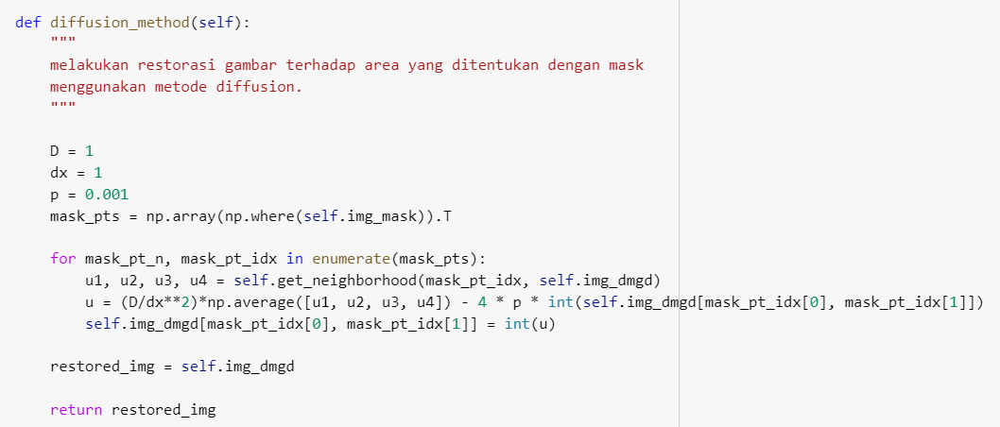 def diffusion_method(self):
    """
    melakukan restorasi gambar terhadap area yang ditentukan dengan mask
    menggunakan metode diffusion.
    """

    D = 1
    dx = 1
    p = 0.001
    mask_pts = np.array(np.where(self.img_mask)).T

    for mask_pt_n, mask_pt_idx in enumerate(mask_pts):
        u1, u2, u3, u4 = self.get_neighborhood(mask_pt_idx, self.img_dmgd)
        u = (D/dx**2)*np.average([u1, u2, u3, u4]) - 4 * p * int(self.img_dmgd[mask_pt_idx[0], mask_pt_idx[1]])
        self.img_dmgd[mask_pt_idx[0], mask_pt_idx[1]] = int(u)

    restored_img = self.img_dmgd

    return restored_img